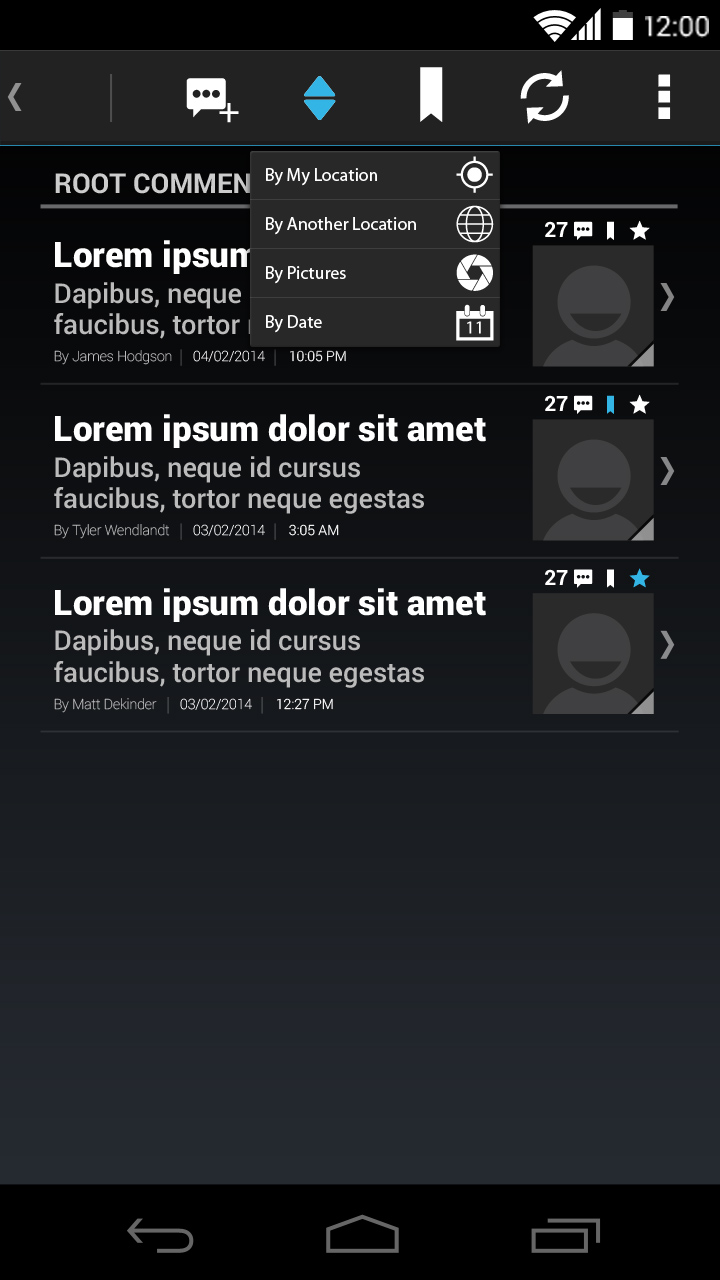 12:00
By My Location
By Another Location
By Pictures
By Date
11
ROOT COMMEN
27
Lorem ipsum
Dapibus, neque
faucibus, tortor
By James Hodgson | 04/02/2014 | 10:05 PM
27
Lorem ipsum dolor sit amet
Dapibus, neque id cursus
faucibus, tortor neque egestas
By Tyler Wendlandt | 03/02/2014 | 3:05 AM
27
Lorem ipsum dolor sit amet
Dapibus, neque id cursus
faucibus, tortor neque egestas
By Matt Dekinder | 03/02/2014 | 12:27 PM